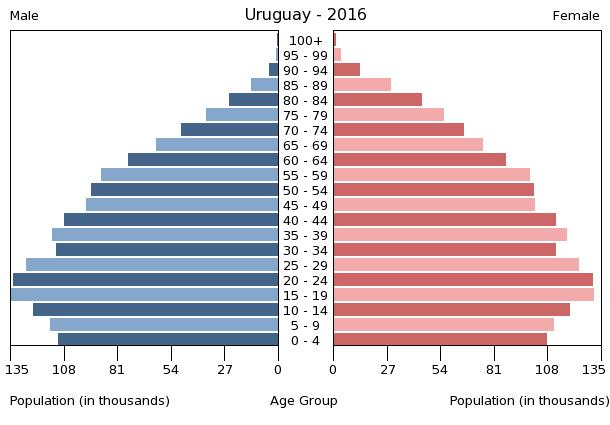 Male Uruguay - 2016 Female
100+
95 - 99
90 - 94
85 - 89
80 - 84
75 - 79
70 - 74
65 - 69
60 - 64
55 - 59
50 - 54
45 - 49
40 - 44
35 - 39
30 - 34
25 - 29
20 - 24
15 - 19
10 - 14
5 - 9
0 - 4
135 108 81 54 27 0 0 27 54 81 108 135
Population (in thousands) Age Group Population (in thousands)